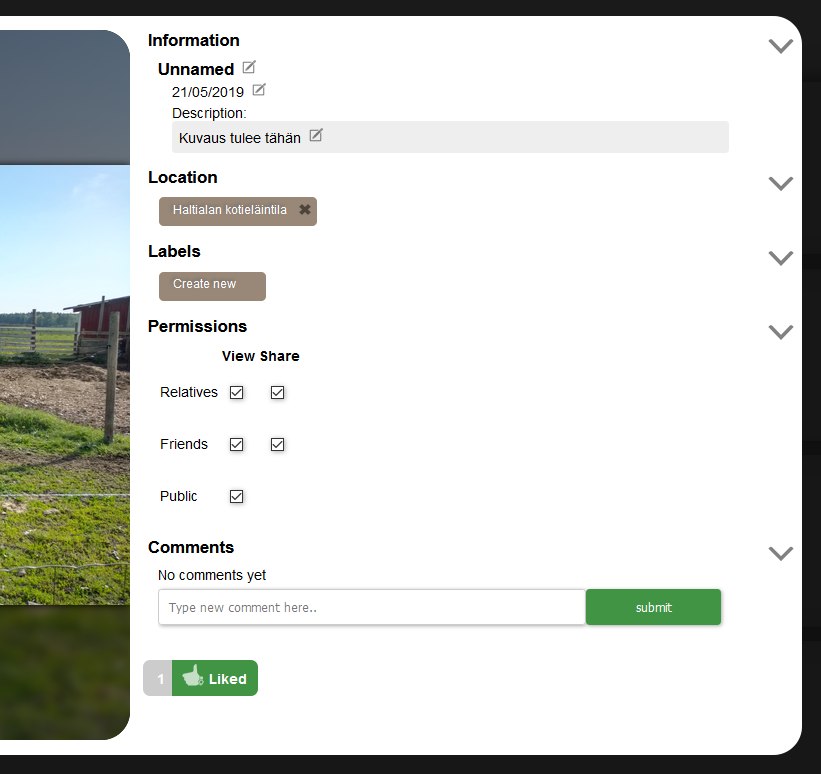 Information
Unnamed
21/05/2019
Description:
Kuvaus tulee tähän
Location
Haltialan kotieläintila
Labels
Create new
Permissions
View Share
Relatives
Friends
Public
Comments
No comments yet
Type new comment here.. submit
1 Liked